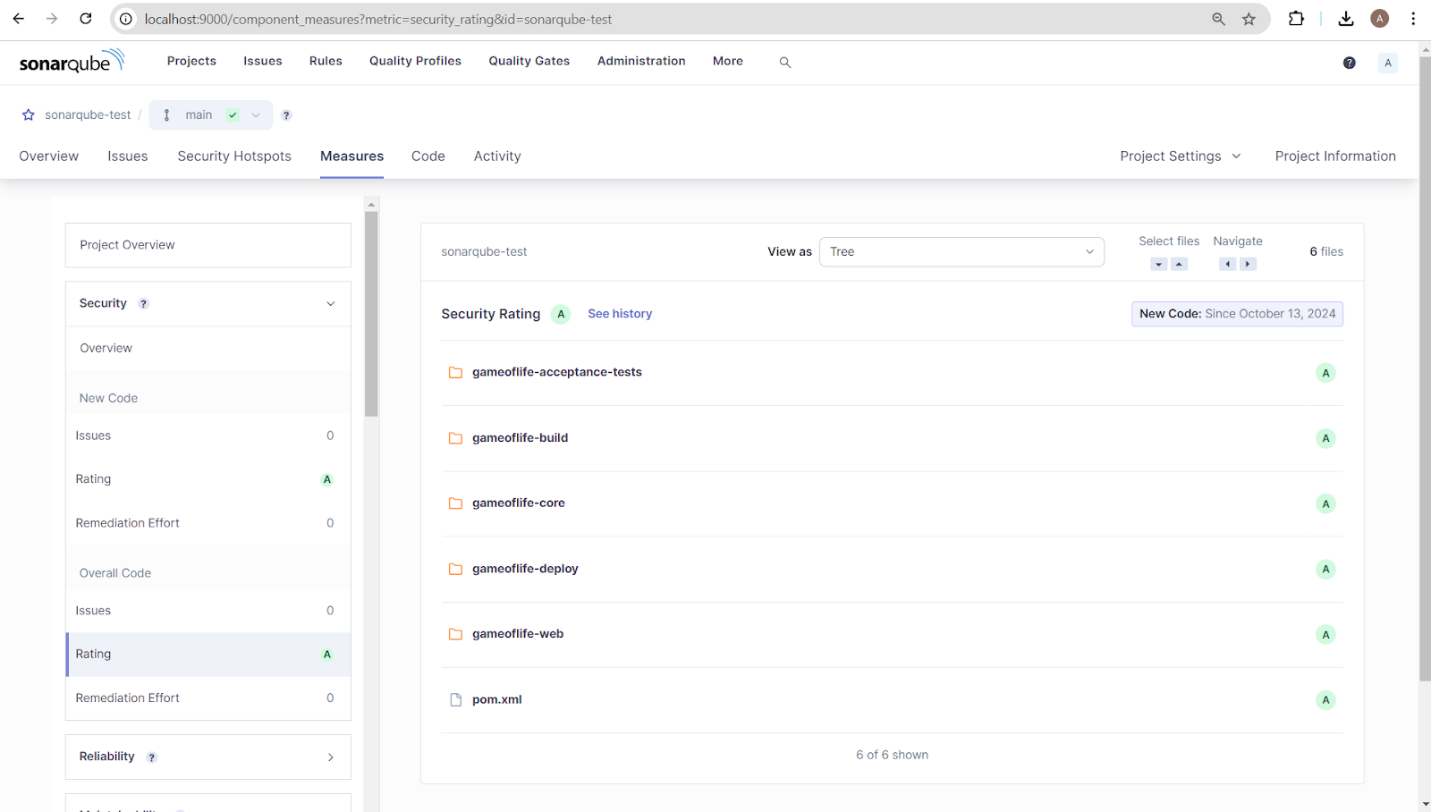 localhost:9000/component_measures?metric=security_rating&id=sonarqube-test
A
sonarqube Projects Issues Rules Quality Profiles Quality Gates Administration More ? A
sonarqube-test / main ?
Overview Issues Security Hotspots Measures Code Activity Project Settings Project Information
Project Overview
Security ?
Overview
New Code
Issues 0
Rating A
Remediation Effort 0
Overall Code
Issues 0
Rating A
Remediation Effort 0
Reliability ?
sonarqube-test View as Tree Select files Navigate 6 files
Security Rating A See history New Code: Since October 13, 2024
gameoflife-acceptance-tests A
gameoflife-build A
gameoflife-core A
gameoflife-deploy A
gameoflife-web A
pom.xml A
6 of 6 shown